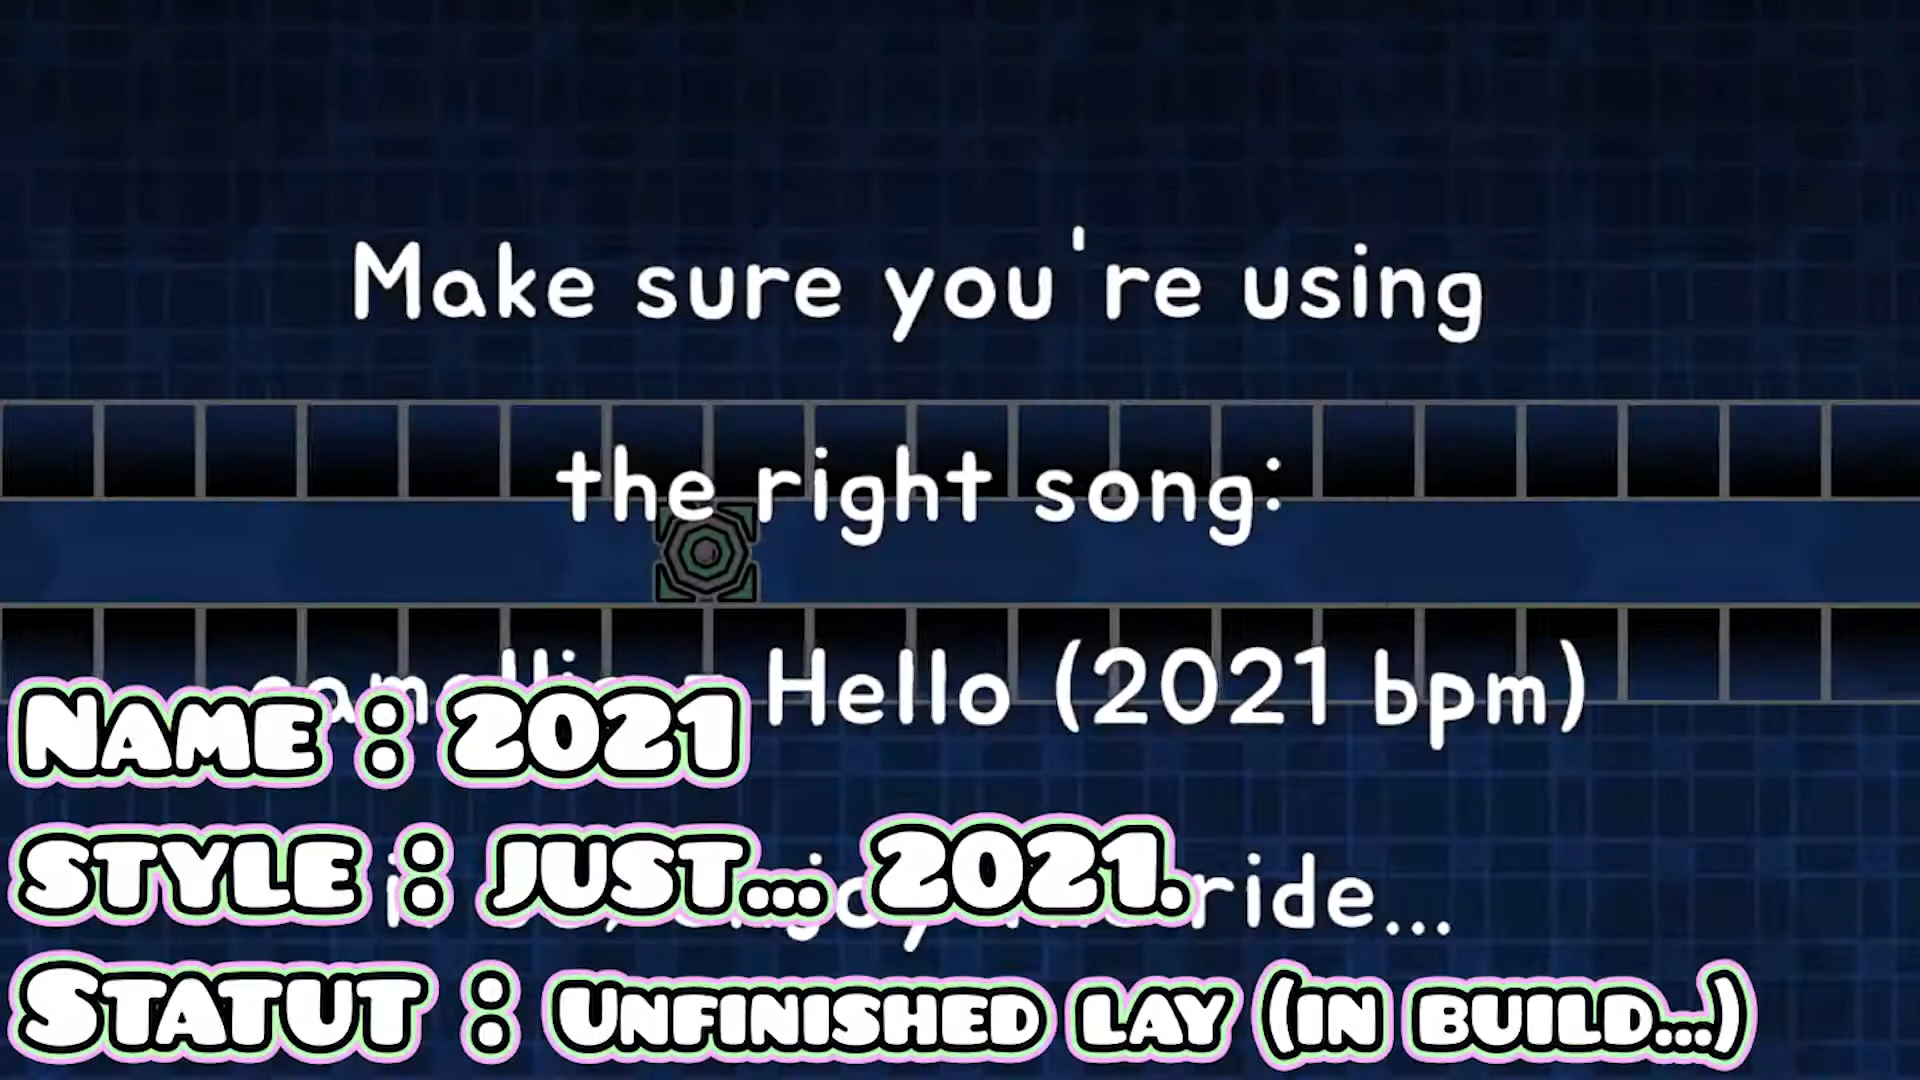 Make sure you're using
the right song:
Hello (2021 bpm)
Name : 2021
Style : just... 2021.
ride...
Statut : Unfinished lay (in build...)